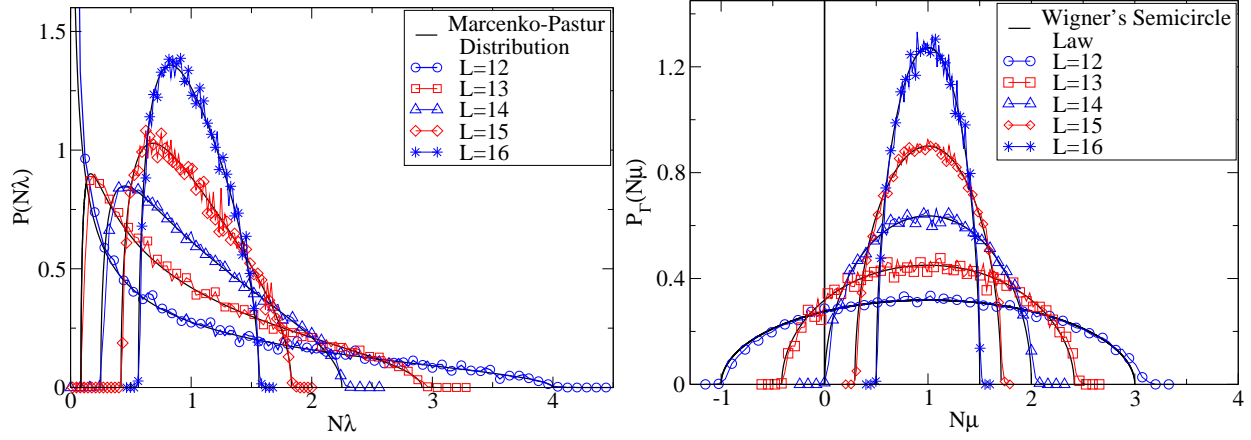 P(Nλ)
1.5
1
0.5
0
0
1
2
3
4
Nλ
Marcenko-Pastur
Distribution
L=12
L=13
L=14
L=15
L=16
P_Γ(Nμ)
1.2
0.8
0.4
0
-1
0
1
2
3
4
Nμ
Wigner's Semicircle
Law
L=12
L=13
L=14
L=15
L=16